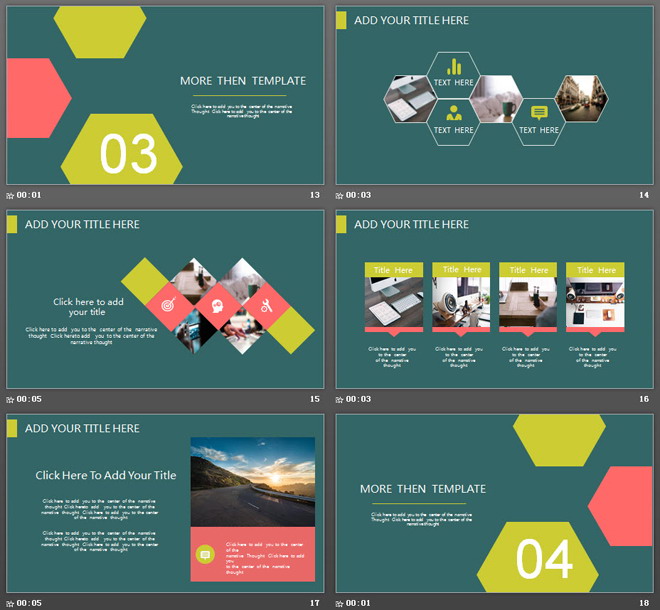 MORE THEN TEMPLATE
Click here to add you to the center of the narrative
Thought Click here to add you to the center of the
narrative thought
03
00:01
13
ADD YOUR TITLE HERE
TEXT HERE
TEXT HERE
TEXT HERE
00:03
14
ADD YOUR TITLE HERE
Click here to add
your title
Click here to add you to the center of the narrative
thought Click hereto add you to the center of the
narrative thought
00:05
15
ADD YOUR TITLE HERE
Title Here
Title Here
Title Here
Title Here
Click here to add you
to the center
of the narrative
thought
Click here to add you
to the center
of the narrative
thought
Click here to add you
to the center
of the narrative
thought
Click here to add you
to the center
of the narrative
thought
00:03
16
ADD YOUR TITLE HERE
Click Here To Add Your Title
Click here to add you to the center of the narrative
thought Click hereto add you to the center of the
narrative thought Click here to add you to the center
of the narrative thought
Click here to add you to the center of the narrative
thought Click hereto add you to the center of the
narrative thought Click here to add you to the center
of the narrative thought
Click here to add you to the center
of the
narrative Thought Click here to add
you
to the center of the narrative
thought
00:05
17
MORE THEN TEMPLATE
Click here to add you to the center of the narrative
Thought Click here to add you to the center of the
narrative thought
04
00:01
18